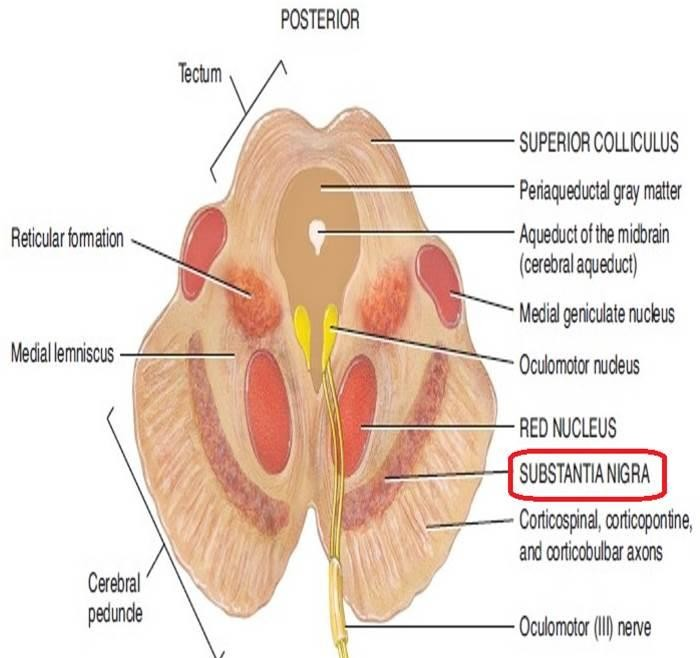 POSTERIOR
Tectum
SUPERIOR COLLICULUS
Periaqueductal gray matter
Reticular formation
Aqueduct of the midbrain
(cerebral aqueduct)
Medial geniculate nucleus
Medial lemniscus
Oculomotor nucleus
RED NUCLEUS
SUBSTANTIA NIGRA
Corticospinal, corticopontine,
and corticobulbar axons
Cerebral
peduncle
Oculomotor (III) nerve